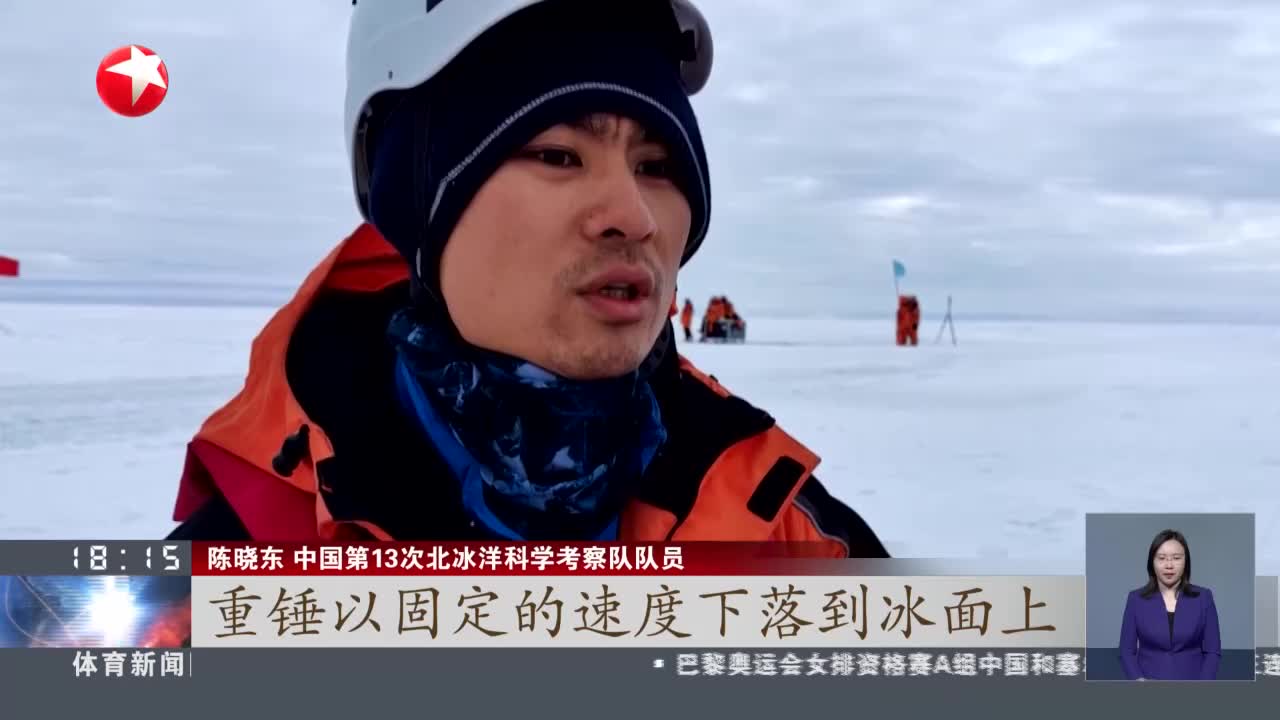 18:15
陈晓东 中国第13次北冰洋科学考察队队员
重锤以固定的速度下落到冰面上
体育新闻
巴黎奥运会女排资格赛A组中国和塞
连